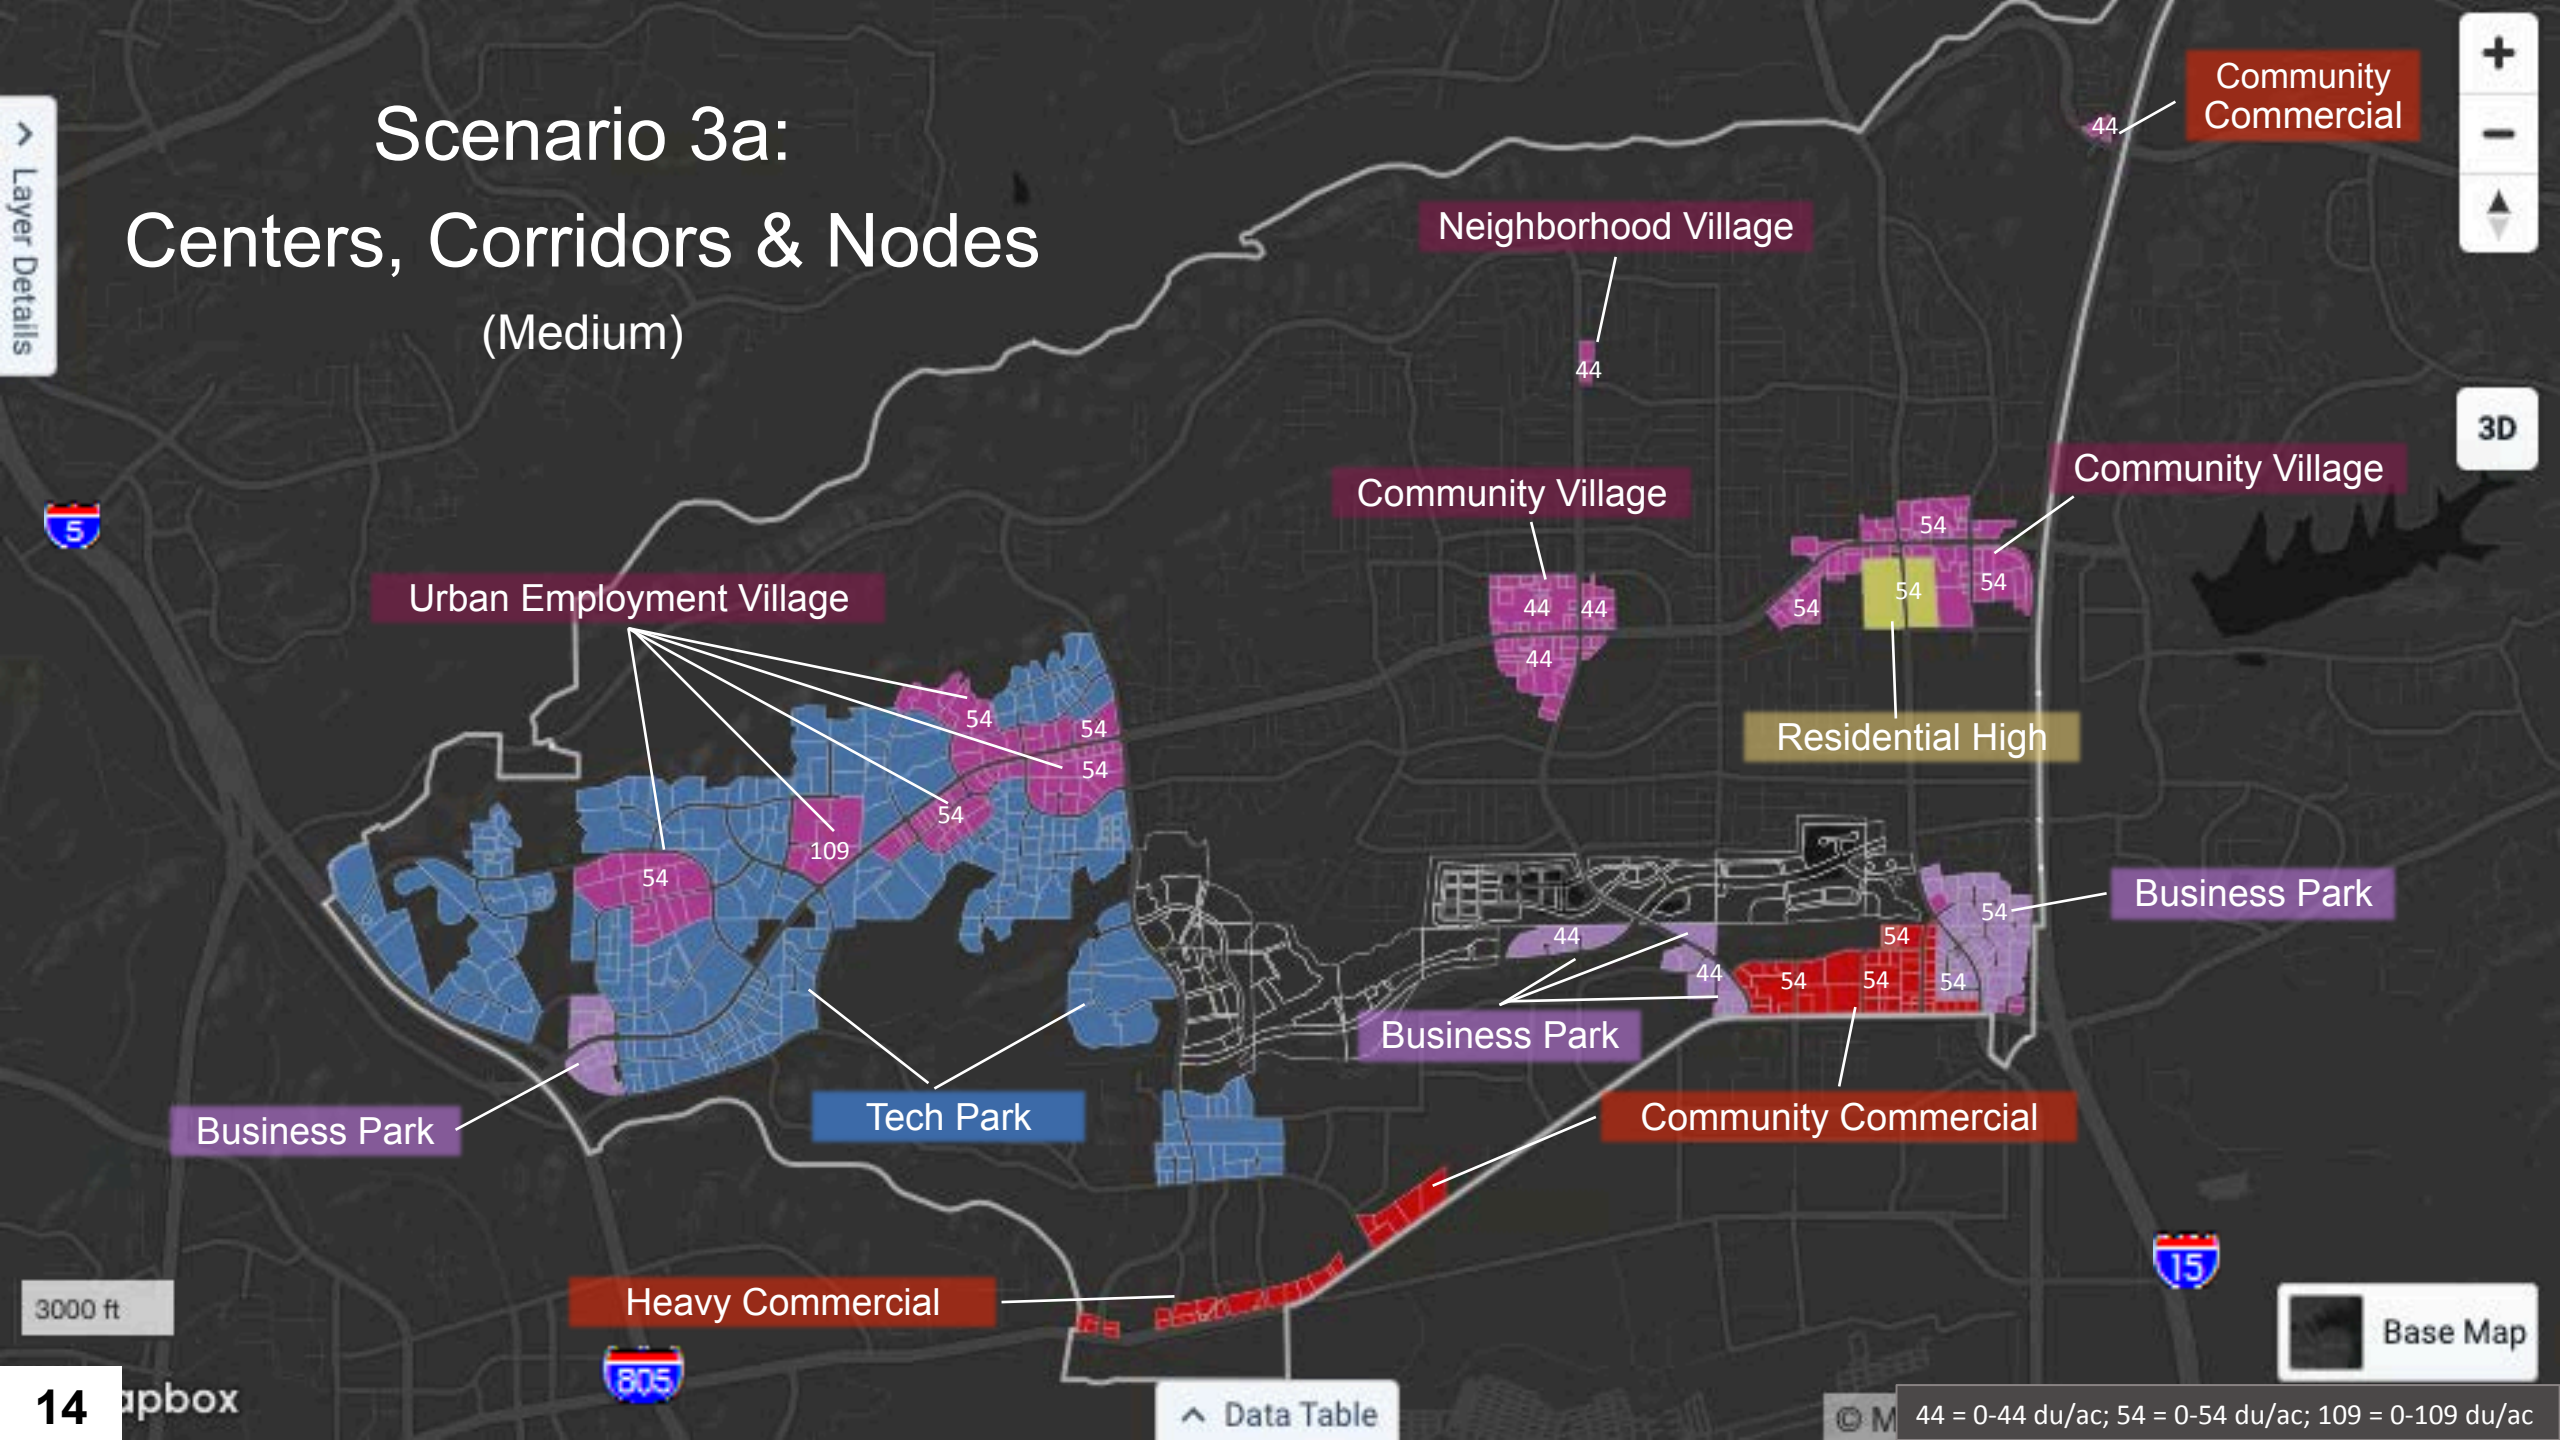 Scenario 3a:
Centers, Corridors & Nodes
(Medium)
Layer Details
Community
Commercial
44
Neighborhood Village
44
3D
Community Village
Community Village
54
54
54
54
44
44
44
Residential High
Urban Employment Village
54
54
54
54
109
54
5
Business Park
54
54
44
44
54
54
54
Business Park
Community Commercial
Tech Park
Business Park
Heavy Commercial
3000 ft
805
15
Base Map
14
apbox
Data Table
© M
44 = 0-44 du/ac; 54 = 0-54 du/ac; 109 = 0-109 du/ac